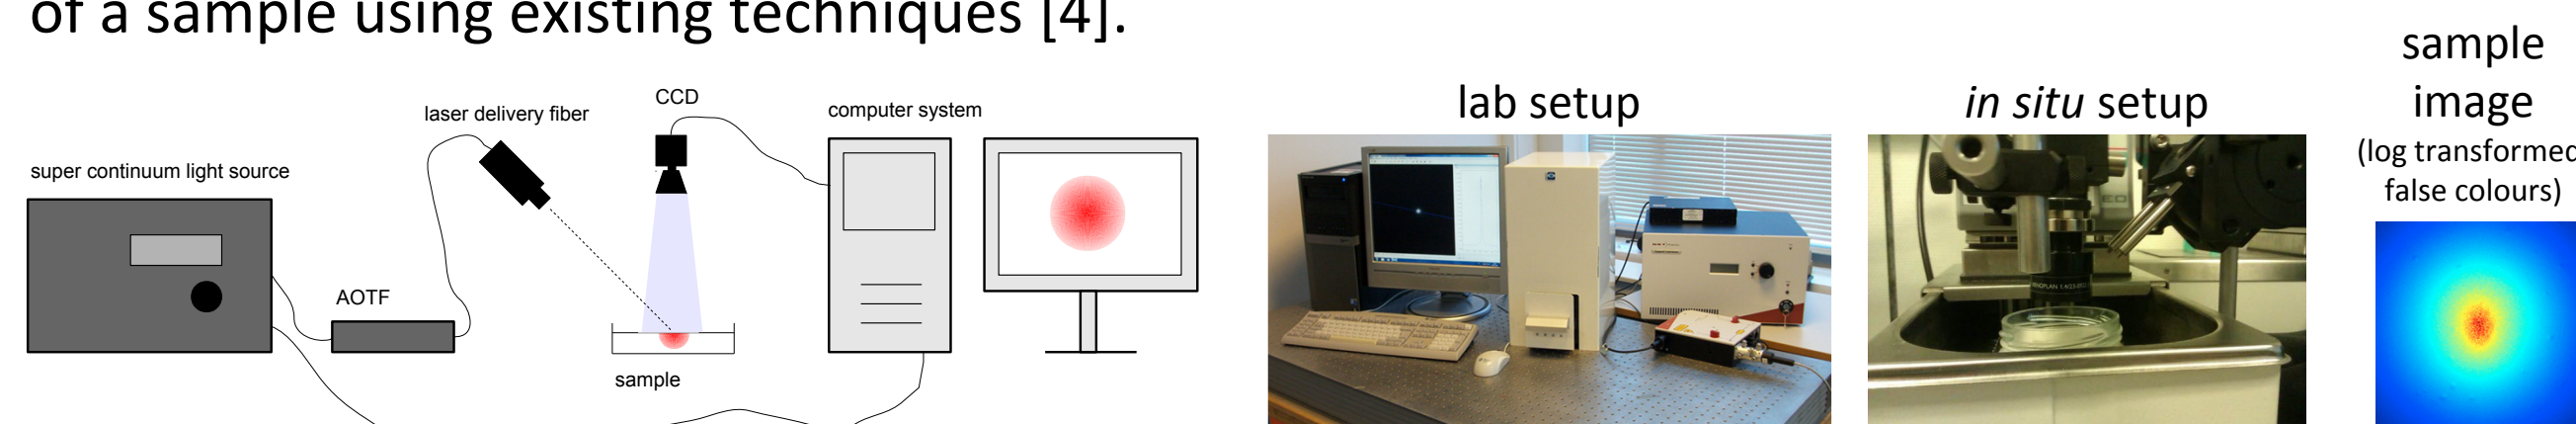 of a sample using existing techniques [4].
CCD
laser delivery fiber
computer system
super continuum light source
AOTF
sample
lab setup
in situ setup
sample
image
(log transformed
false colours)